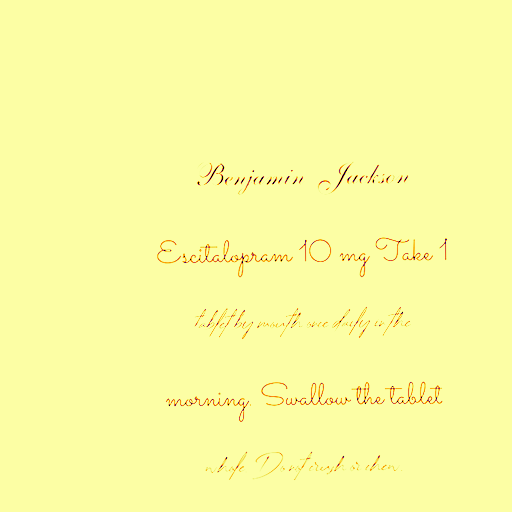 Benjamin Jackson
Escitalopram 10 mg Take 1
tablet by mouth once daily in the
morning. Swallow the tablet
whole. Do not crush or chew.